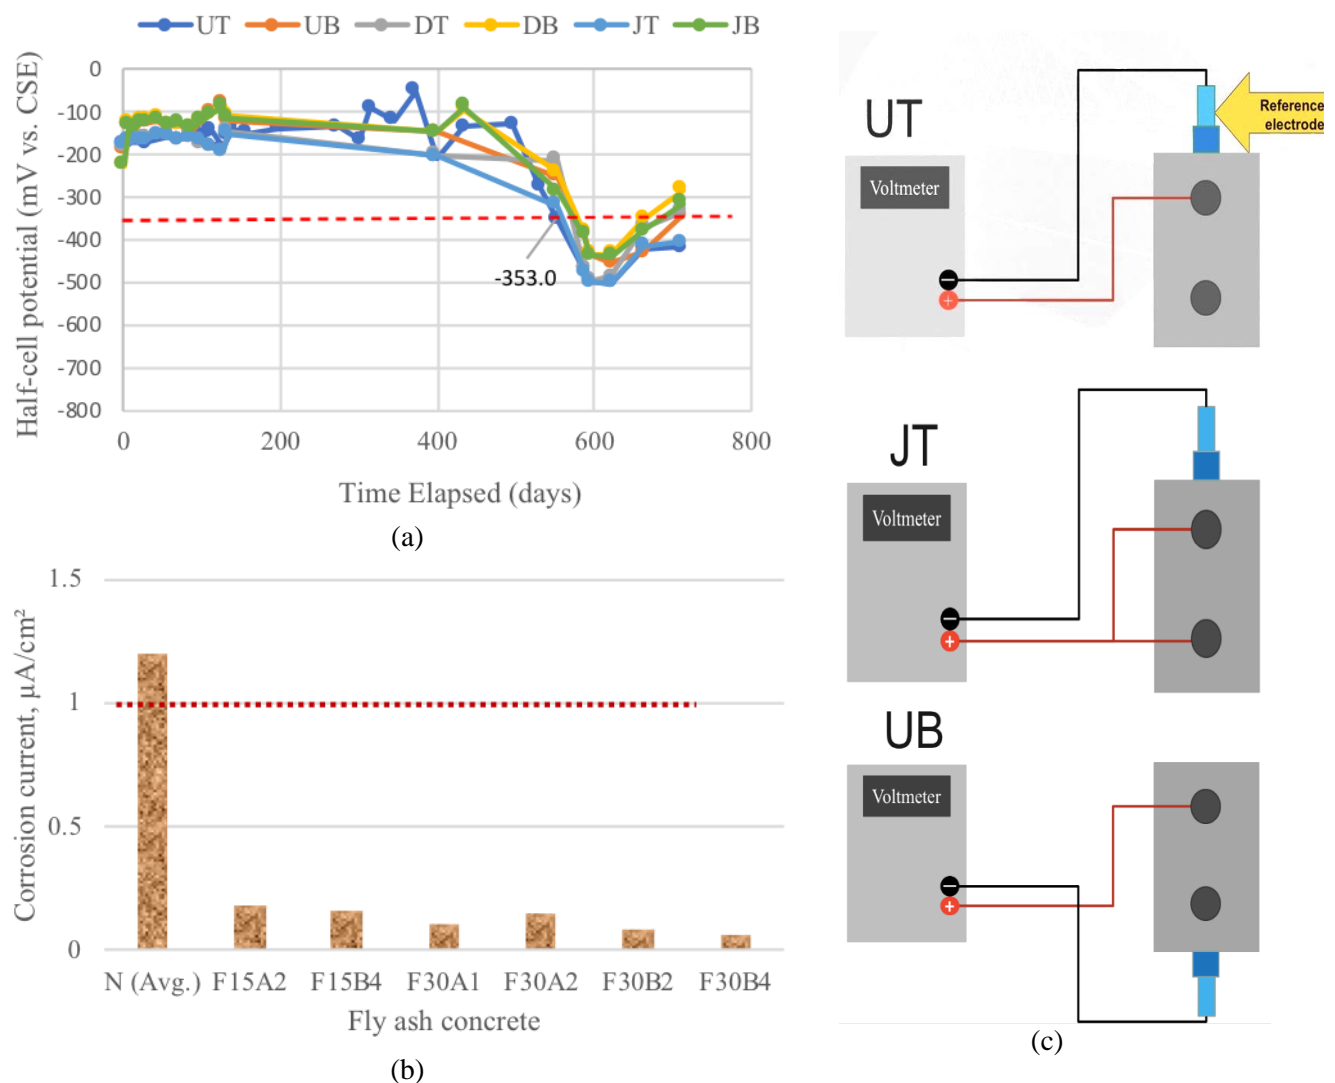 UT UB DT DB JT JB
Half-cell potential (mV vs. CSE)
0
-100
-200
-300
-400
-500
-600
-700
-800
-353.0
0 200 400 600 800
Time Elapsed (days)
(a)
Corrosion current, µA/cm²
1.5
1
0.5
0
N (Avg.) F15A2 F15B4 F30A1 F30A2 F30B2 F30B4
Fly ash concrete
(b)
UT
Reference
electrode
Voltmeter
−
+
JT
Voltmeter
−
+
UB
Voltmeter
−
+
(c)